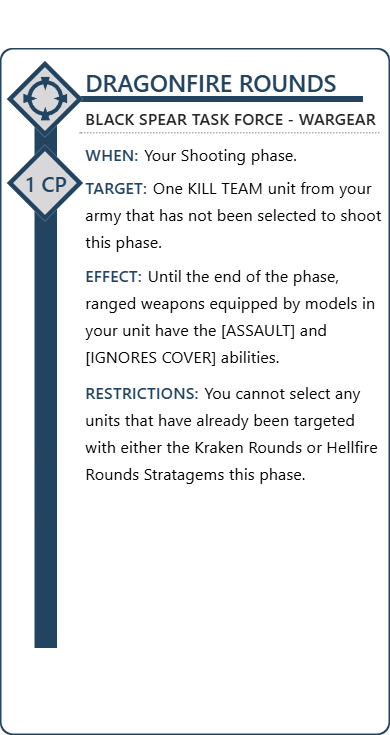 DRAGONFIRE ROUNDS
BLACK SPEAR TASK FORCE - WARGEAR
WHEN: Your Shooting phase.
1 CP
TARGET: One KILL TEAM unit from your
army that has not been selected to shoot
this phase.
EFFECT: Until the end of the phase,
ranged weapons equipped by models in
your unit have the [ASSAULT] and
[IGNORES COVER] abilities.
RESTRICTIONS: You cannot select any
units that have already been targeted
with either the Kraken Rounds or Hellfire
Rounds Stratagems this phase.